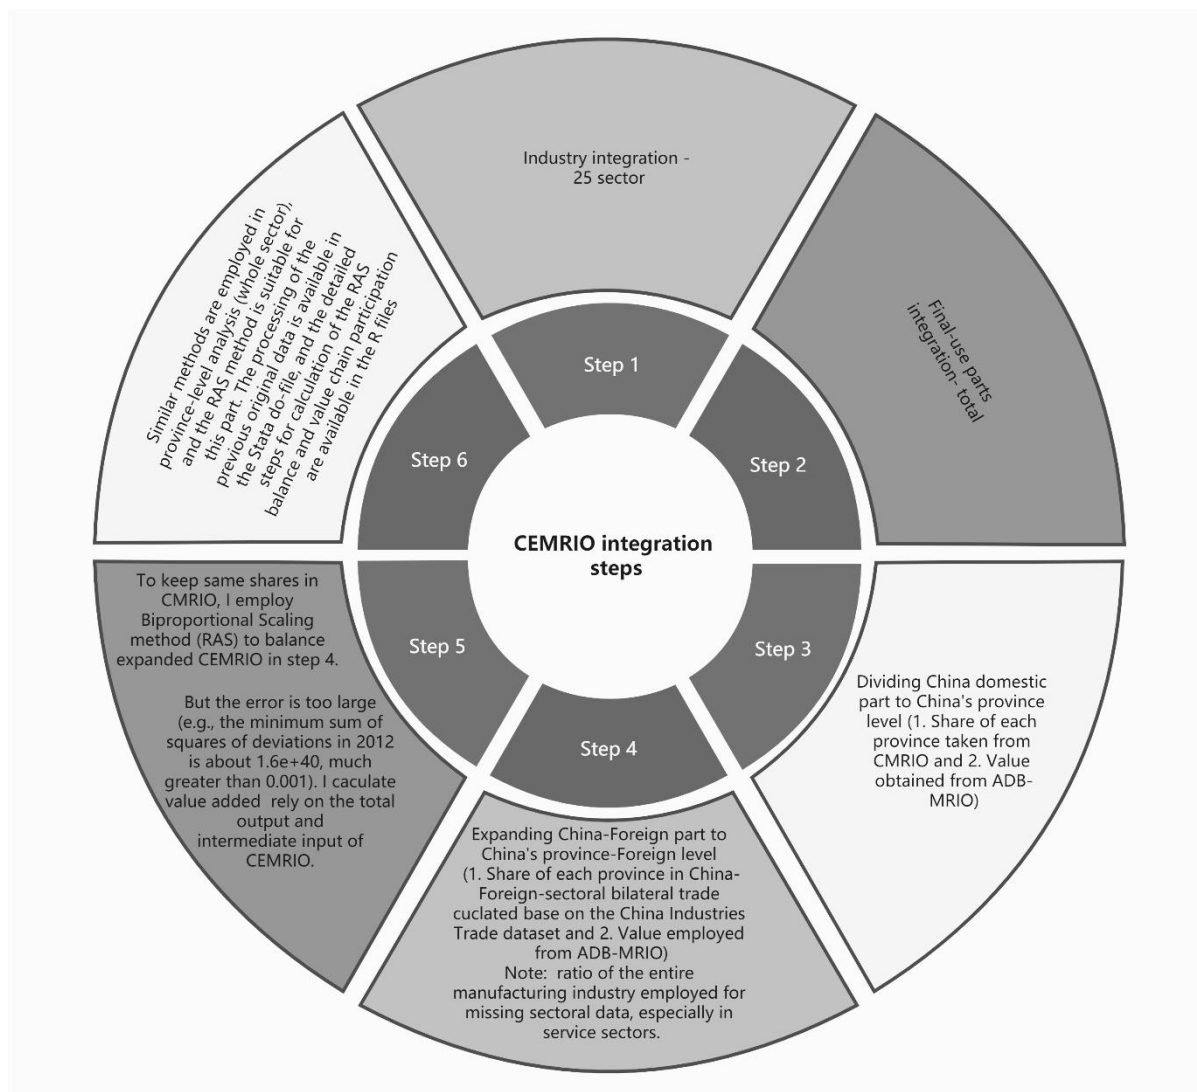 CEMRIO integration
steps
Step 1
Industry integration -
25 sector
Step 2
Final-use parts
integration- total
Step 3
Dividing China domestic
part to China's province
level (1. Share of each
province taken from
CMRIO and 2. Value
obtained from ADB-
MRIO)
Step 4
Expanding China-Foreign part to
China's province-Foreign level
(1. Share of each province in China-
Foreign-sectoral bilateral trade
cuclated base on the China Industries
Trade dataset and 2. Value employed
from ADB-MRIO)
Note: ratio of the entire
manufacturing industry employed for
missing sectoral data, especially in
service sectors.
Step 5
To keep same shares in
CMRIO, I employ
Biproportional Scaling
method (RAS) to balance
expanded CEMRIO in step 4.
But the error is too large
(e.g., the minimum sum of
squares of deviations in 2012
is about 1.6e+40, much
greater than 0.001). I caculate
value added rely on the total
output and
intermediate input of
CEMRIO.
Step 6
Similar methods are employed in
province-level analysis (whole sector),
and the RAS method is suitable for
this part. The processing of the
previous original data is available in
the Stata do-file, and the detailed
steps for calculation of the RAS
balance and value chain participation
are available in the R files